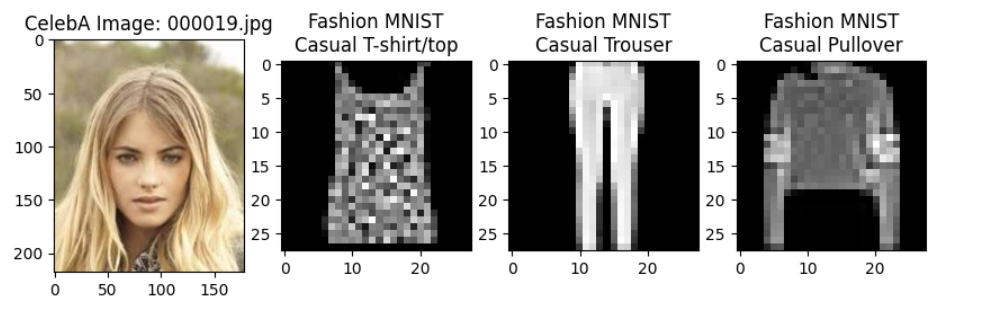 CelebA Image: 000019.jpg
0
50
100
150
200
0 50 100 150
Fashion MNIST
Casual T-shirt/top
0
5
10
15
20
25
0 10 20
Fashion MNIST
Casual Trouser
0
5
10
15
20
25
0 10 20
Fashion MNIST
Casual Pullover
0
5
10
15
20
25
0 10 20